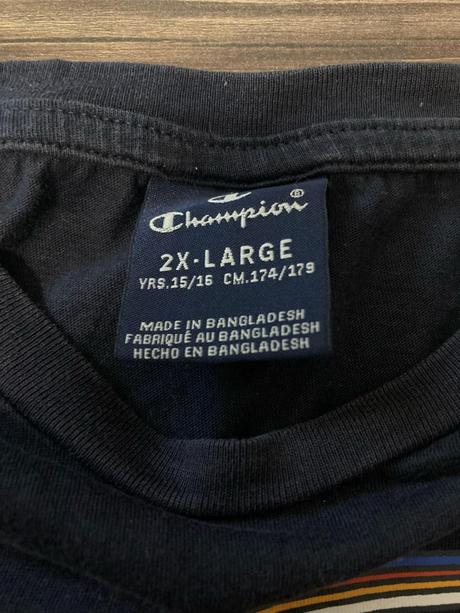 Champion®
2X-LARGE
YRS.15/16 CM.174/179
MADE IN BANGLADESH
FABRIQUÉ AU BANGLADESH
HECHO EN BANGLADESH